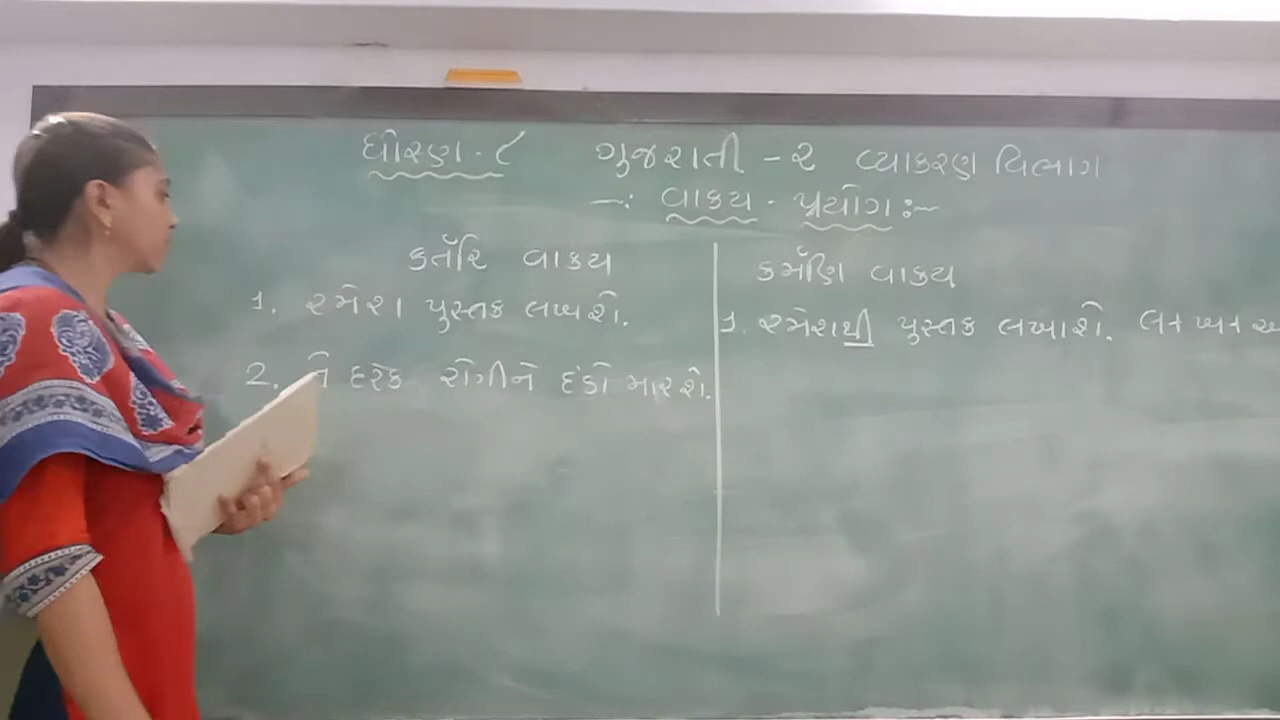 ધોરણ-૮ ગુજરાતી - ૨ વ્યાકરણ વિભાગ
-: વાક્ય - પ્રયોગ :-
કર્તરિ વાક્ય
1. રમેશ પુસ્તક લખશે.
2. તે દરેક રોગીને દંડો મારશે.
કર્મણિ વાક્ય
1. રમેશથી પુસ્તક લખાશે. લ+ખ+આ